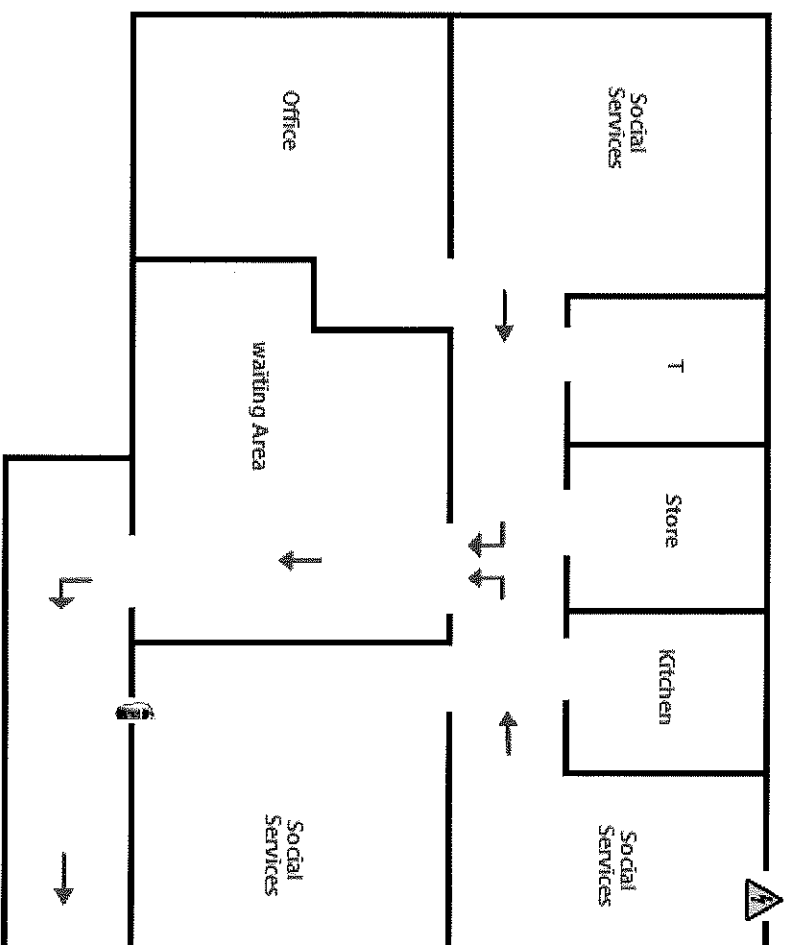 Social
Services
T
Store
Kitchen
Social
Services
Office
waiting Area
Social
Services